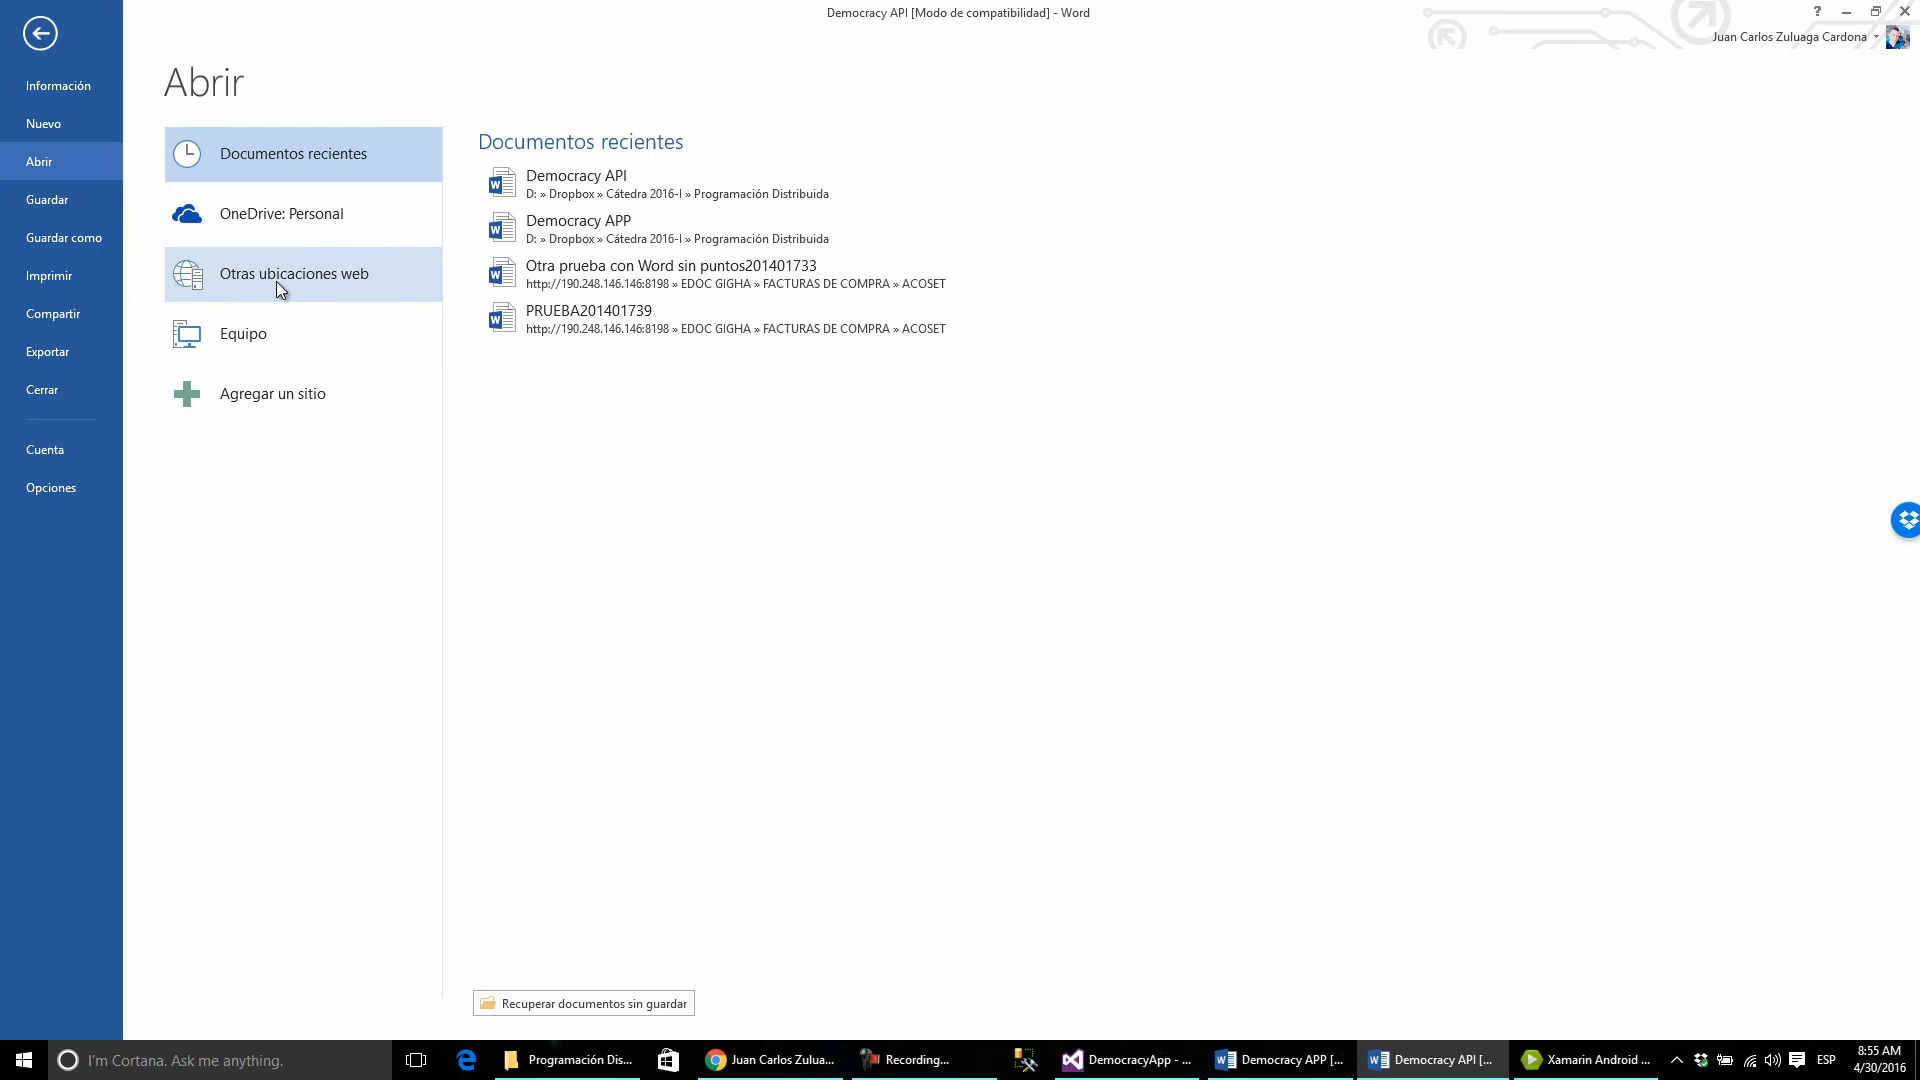 Democracy API [Modo de compatibilidad] - Word
?
Juan Carlos Zuluaga Cardona
Información
Nuevo
Abrir
Guardar
Guardar como
Imprimir
Compartir
Exportar
Cerrar
Cuenta
Opciones
Abrir
Documentos recientes
OneDrive: Personal
Otras ubicaciones web
Equipo
Agregar un sitio
Documentos recientes
Democracy API
D: » Dropbox » Cátedra 2016-I » Programación Distribuida
Democracy APP
D: » Dropbox » Cátedra 2016-I » Programación Distribuida
Otra prueba con Word sin puntos201401733
http://190.248.146.146:8198 » EDOC GIGHA » FACTURAS DE COMPRA » ACOSET
PRUEBA201401739
http://190.248.146.146:8198 » EDOC GIGHA » FACTURAS DE COMPRA » ACOSET
Recuperar documentos sin guardar
I'm Cortana. Ask me anything.
Programación Dis...
Juan Carlos Zulua...
Recording...
DemocracyApp - ...
Democracy APP [...
Democracy API [...
Xamarin Android ...
ESP
8:55 AM
4/30/2016